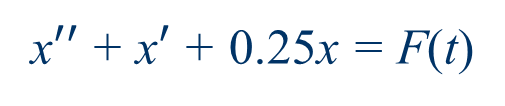 x'' + x' + 0.25x = F(t)